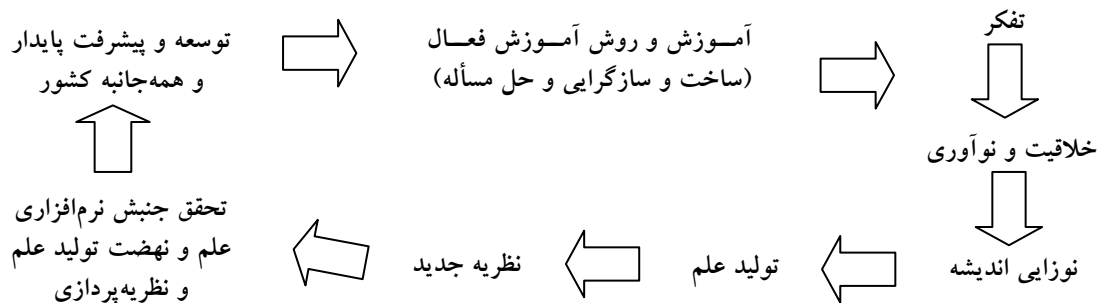 تفکر
آمـوزش و روش آمـوزش فعـال
(ساخت و سازگرایی و حل مسأله)
توسعه و پیشرفت پایدار
و همه‌جانبه کشور
خلاقیت و نوآوری
نوزایی اندیشه
تولید علم
نظریه جدید
تحقق جنبش نرم‌افزاری
علم و نهضت تولید علم
و نظریه‌پردازی